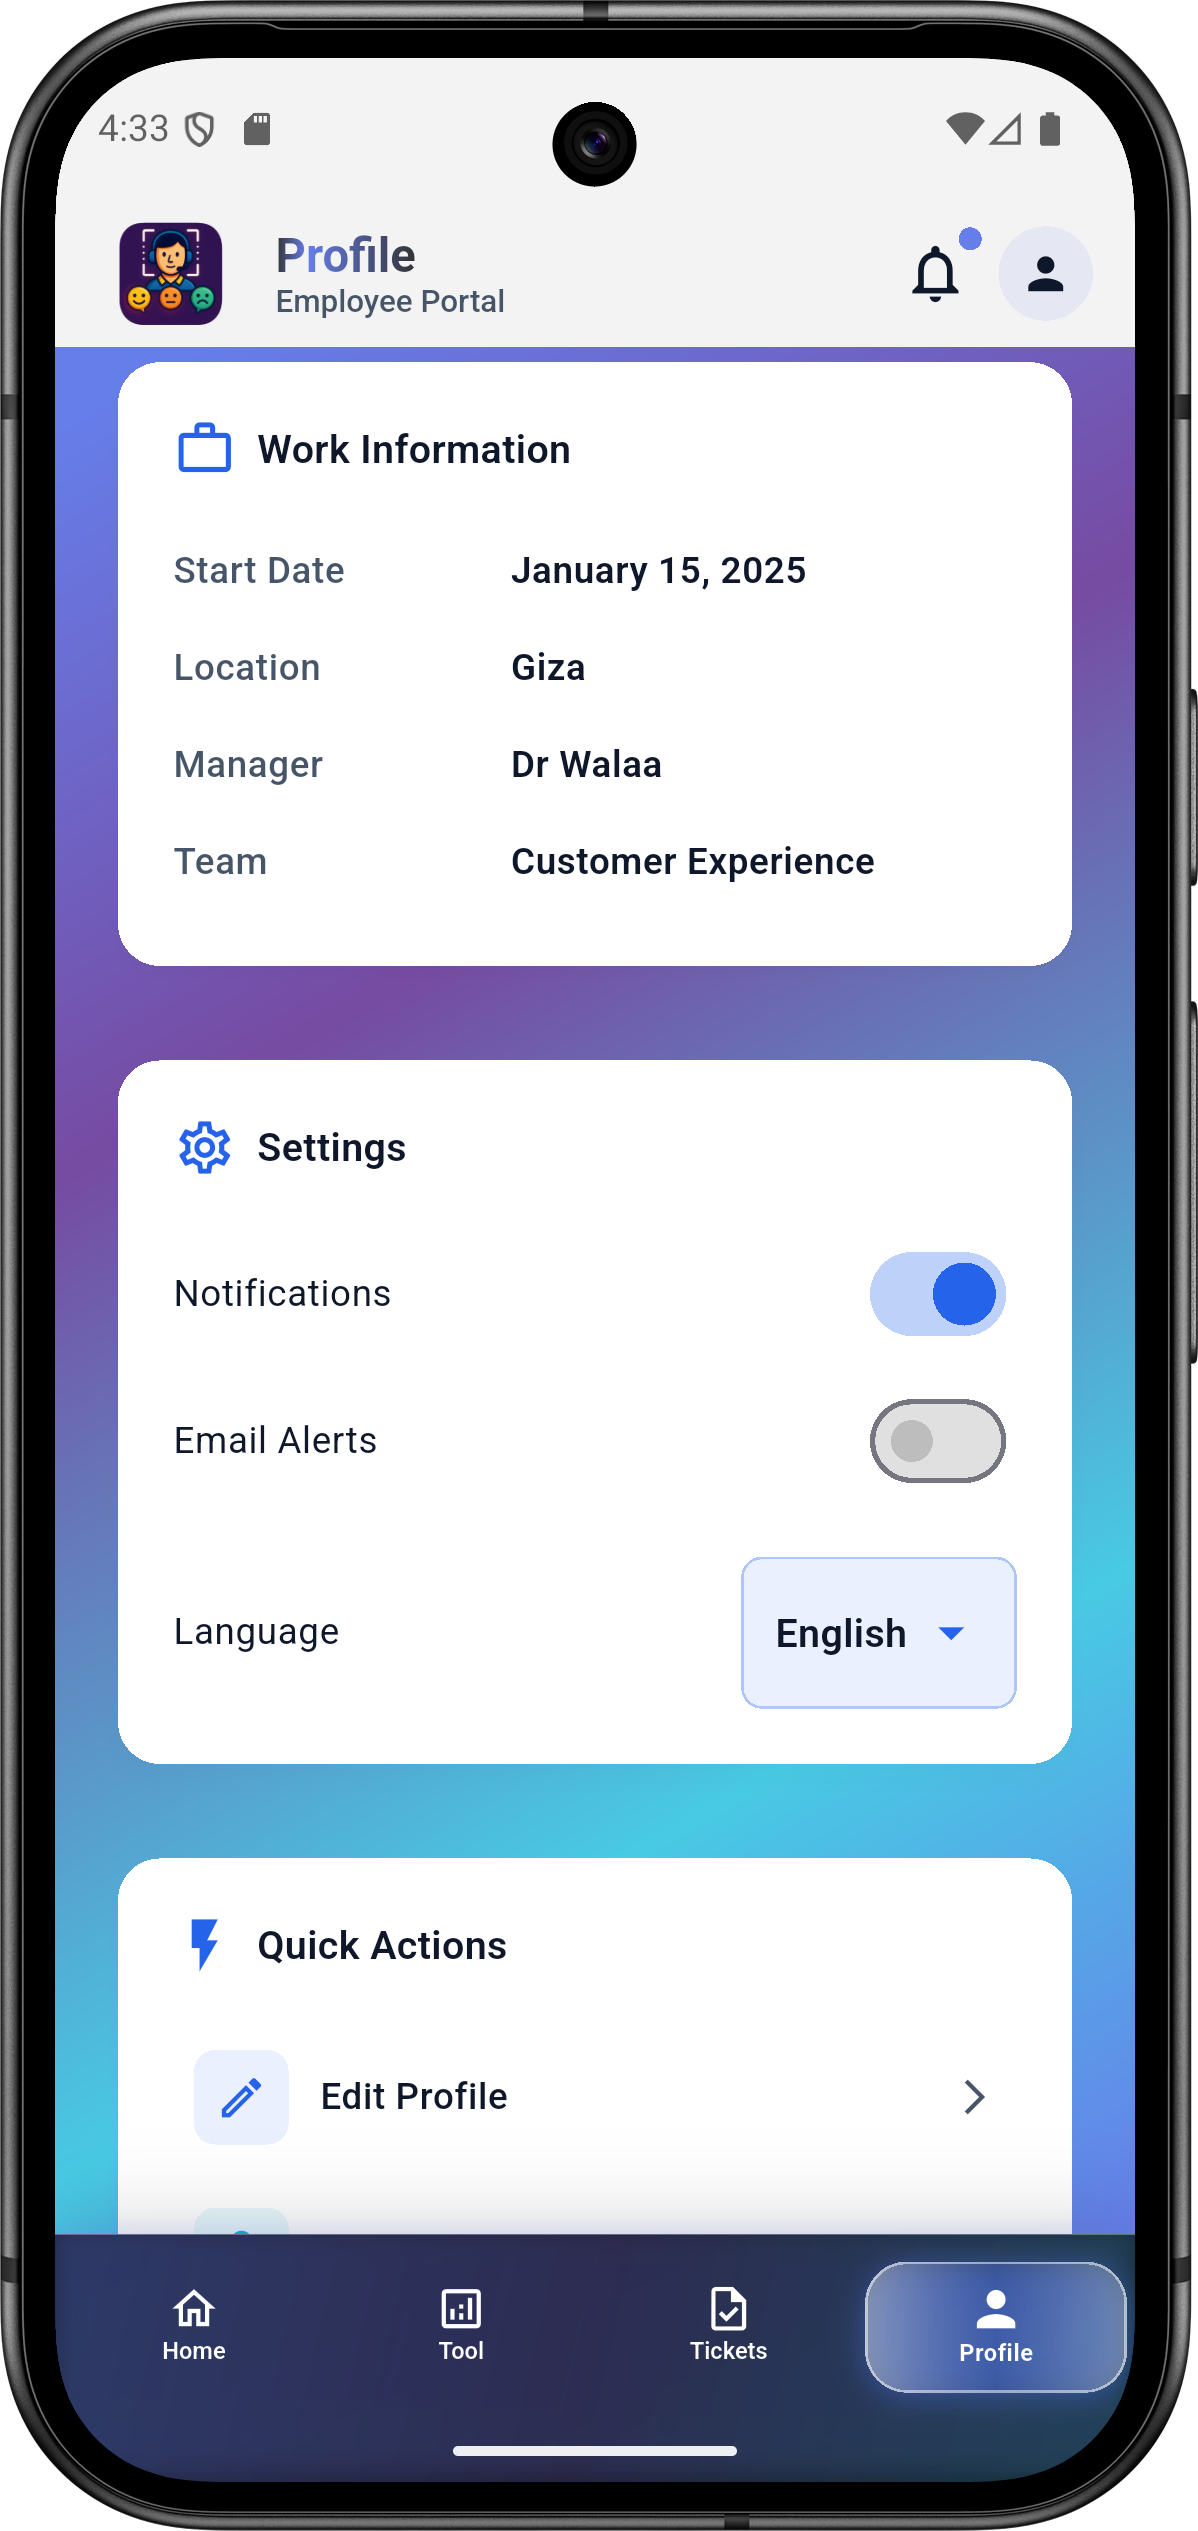 4:33
Profile
Employee Portal
Work Information
Start Date January 15, 2025
Location Giza
Manager Dr Walaa
Team Customer Experience
Settings
Notifications
Email Alerts
Language English
Quick Actions
Edit Profile
Home Tool Tickets Profile